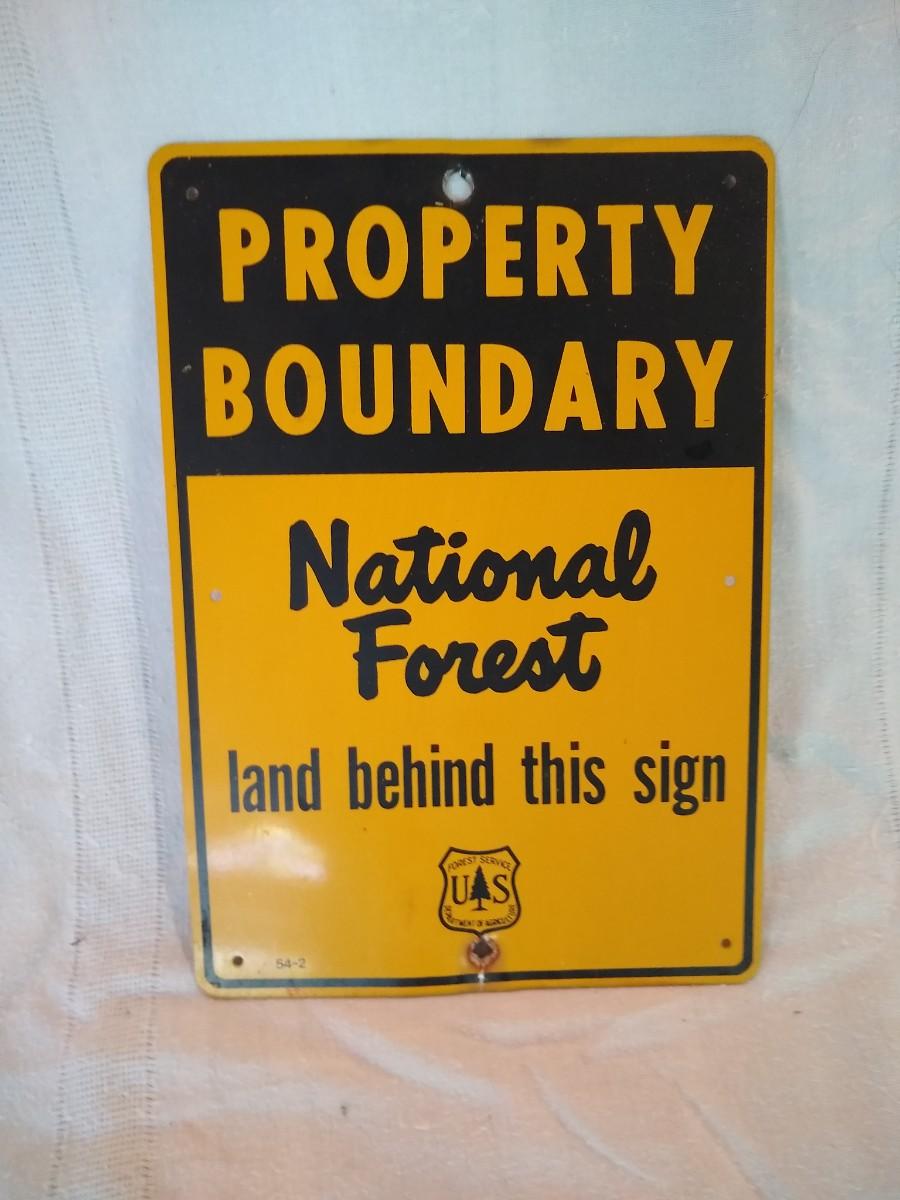 PROPERTY
BOUNDARY
National
Forest
land behind this sign
FOREST SERVICE
U S
DEPARTMENT OF AGRICULTURE
54-2